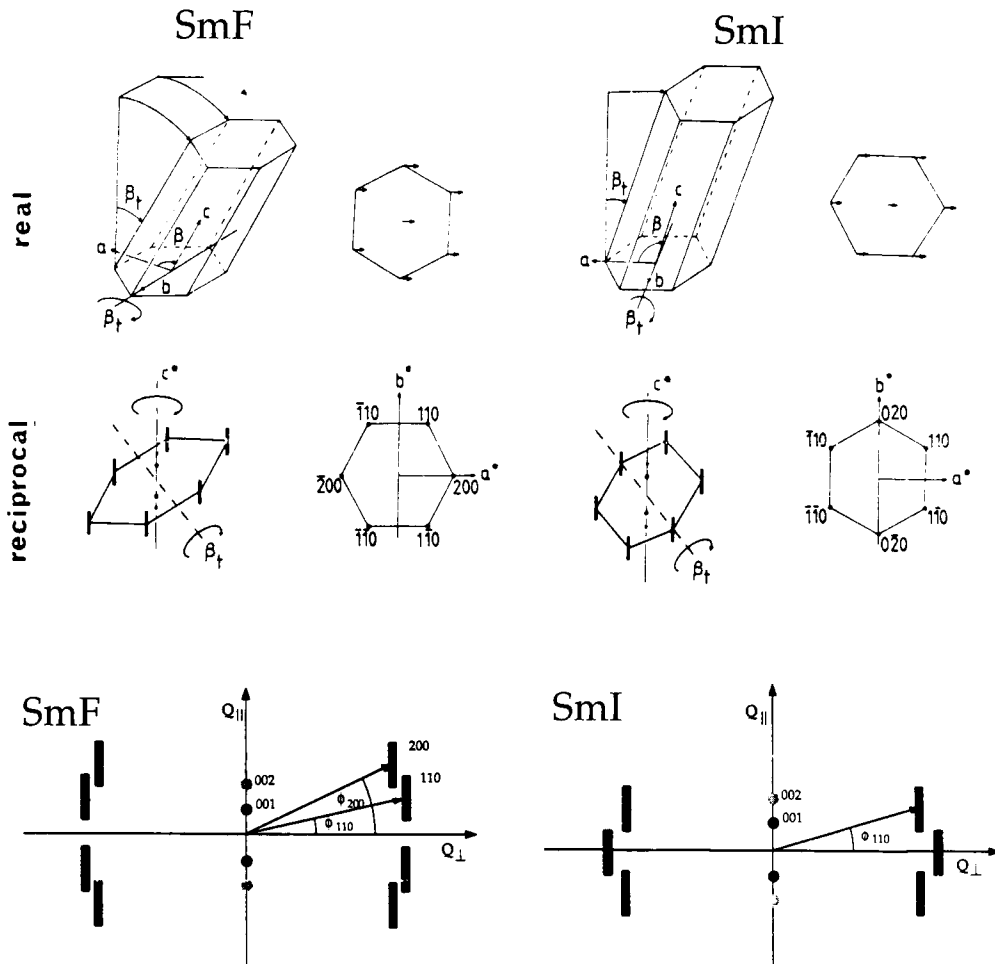 SmF
SmI
real
β_t
β
c
a
b
β_t
β_t
β
c
a
b
β_t
reciprocal
c*
β_t
b*
1̄10
110
a*
2̄00
200
1̄1̄0
11̄0
c*
β_t
b*
020
1̄10
110
a*
1̄1̄0
11̄0
02̄0
SmF
Q_||
200
110
002
001
ϕ_200
ϕ_110
Q_⊥
SmI
Q_||
002
001
ϕ_110
Q_⊥